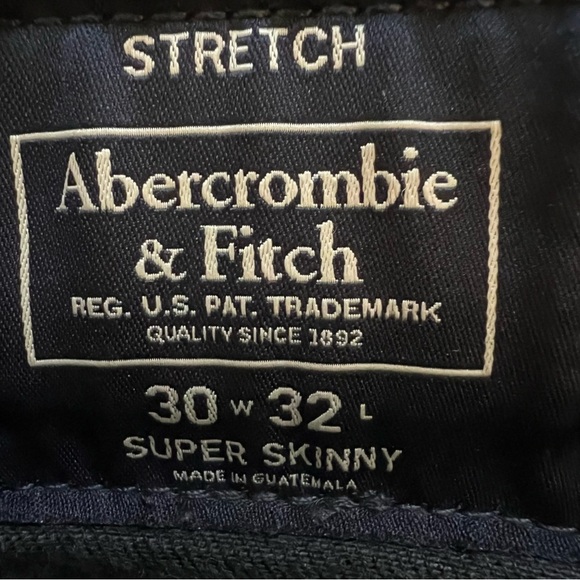 STRETCH
Abercrombie
& Fitch
REG. U.S. PAT. TRADEMARK
QUALITY SINCE 1892
30 W 32 L
SUPER SKINNY
MADE IN GUATEMALA